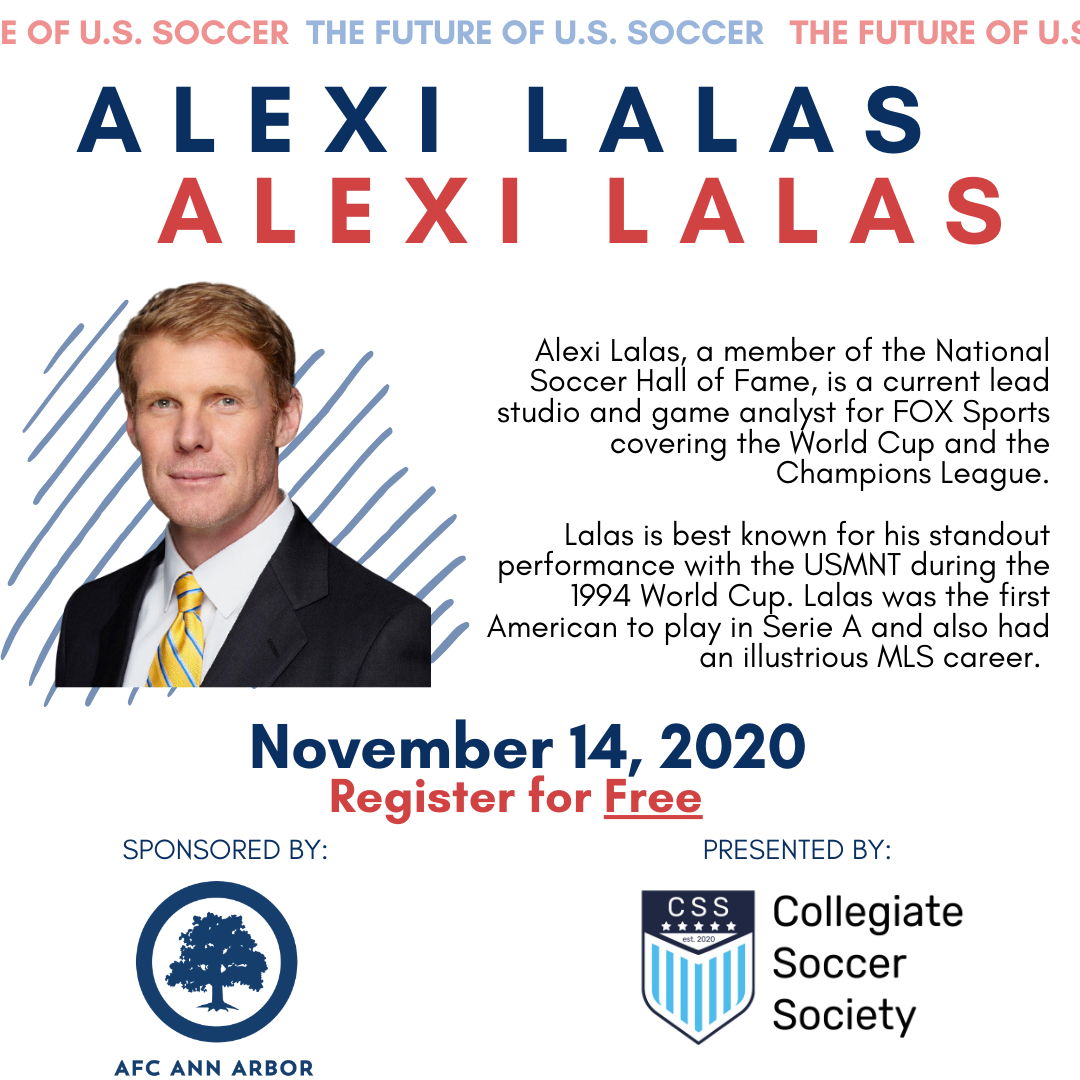 E OF U.S. SOCCER THE FUTURE OF U.S. SOCCER THE FUTURE OF U.S
ALEXI LALAS
ALEXI LALAS
Alexi Lalas, a member of the National
Soccer Hall of Fame, is a current lead
studio and game analyst for FOX Sports
covering the World Cup and the
Champions League.
Lalas is best known for his standout
performance with the USMNT during the
1994 World Cup. Lalas was the first
American to play in Serie A and also had
an illustrious MLS career.
November 14, 2020
Register for Free
SPONSORED BY:
AFC ANN ARBOR
PRESENTED BY:
CSS
est. 2020
Collegiate
Soccer
Society